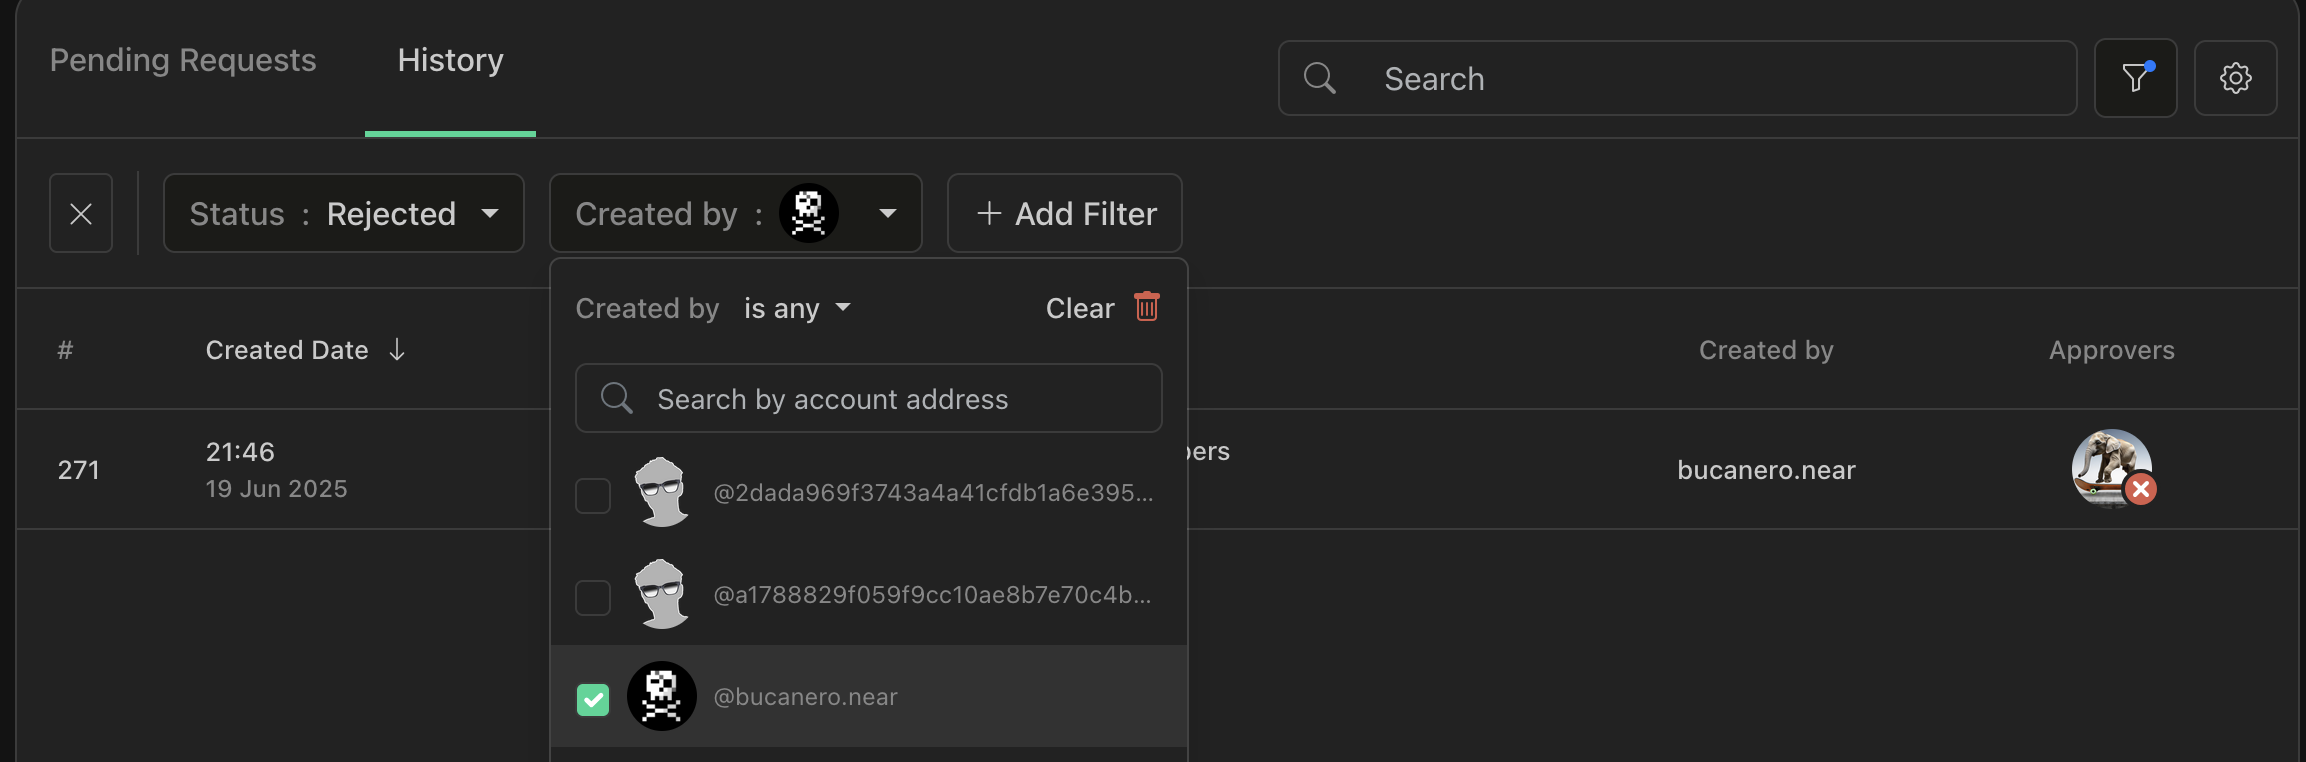 Pending Requests
History
Search
Status : Rejected
Created by :
+ Add Filter
Created by is any
Clear
Search by account address
@2dada969f3743a4a41cfdb1a6e395...
@a1788829f059f9cc10ae8b7e70c4b...
@bucanero.near
# Created Date ↓ Created by Approvers
271
21:46
19 Jun 2025
bers
bucanero.near